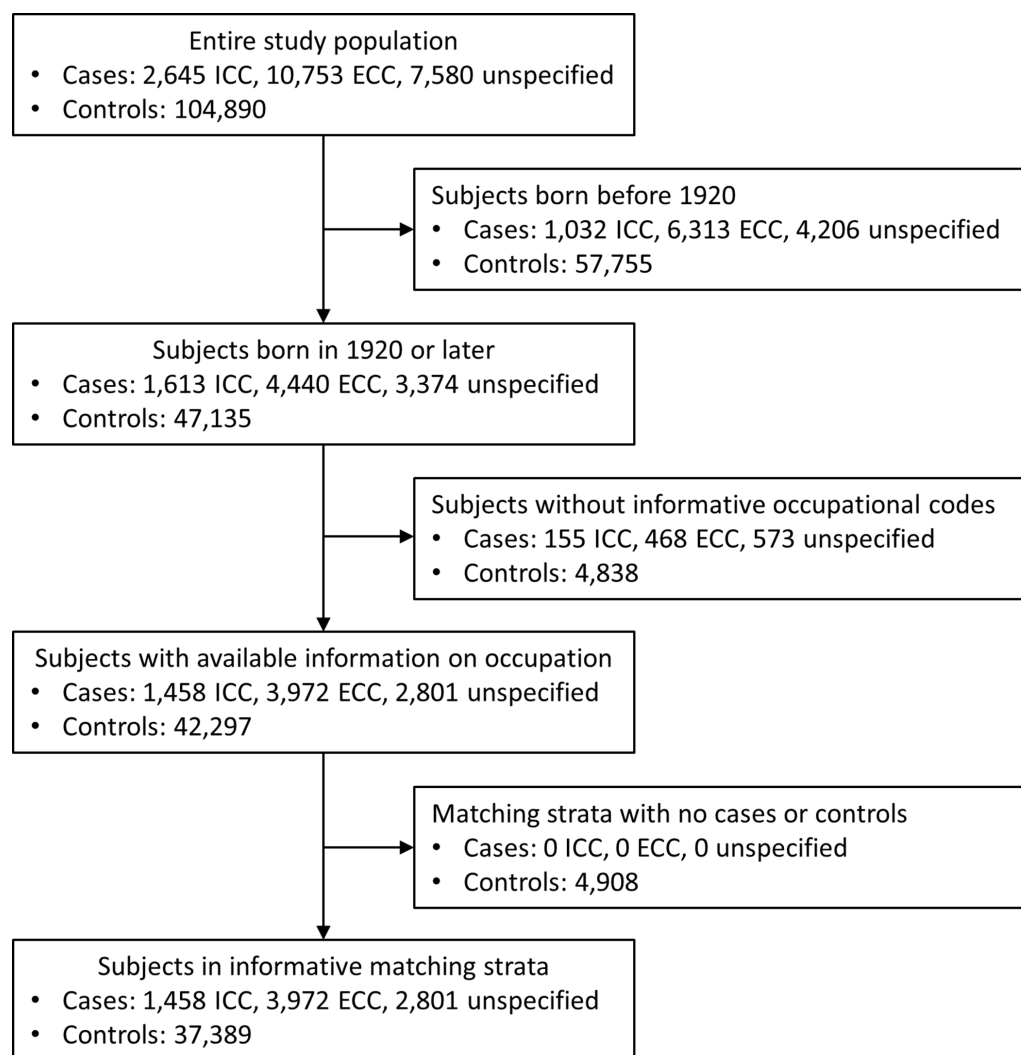 Entire study population
• Cases: 2,645 ICC, 10,753 ECC, 7,580 unspecified
• Controls: 104,890
Subjects born before 1920
• Cases: 1,032 ICC, 6,313 ECC, 4,206 unspecified
• Controls: 57,755
Subjects born in 1920 or later
• Cases: 1,613 ICC, 4,440 ECC, 3,374 unspecified
• Controls: 47,135
Subjects without informative occupational codes
• Cases: 155 ICC, 468 ECC, 573 unspecified
• Controls: 4,838
Subjects with available information on occupation
• Cases: 1,458 ICC, 3,972 ECC, 2,801 unspecified
• Controls: 42,297
Matching strata with no cases or controls
• Cases: 0 ICC, 0 ECC, 0 unspecified
• Controls: 4,908
Subjects in informative matching strata
• Cases: 1,458 ICC, 3,972 ECC, 2,801 unspecified
• Controls: 37,389